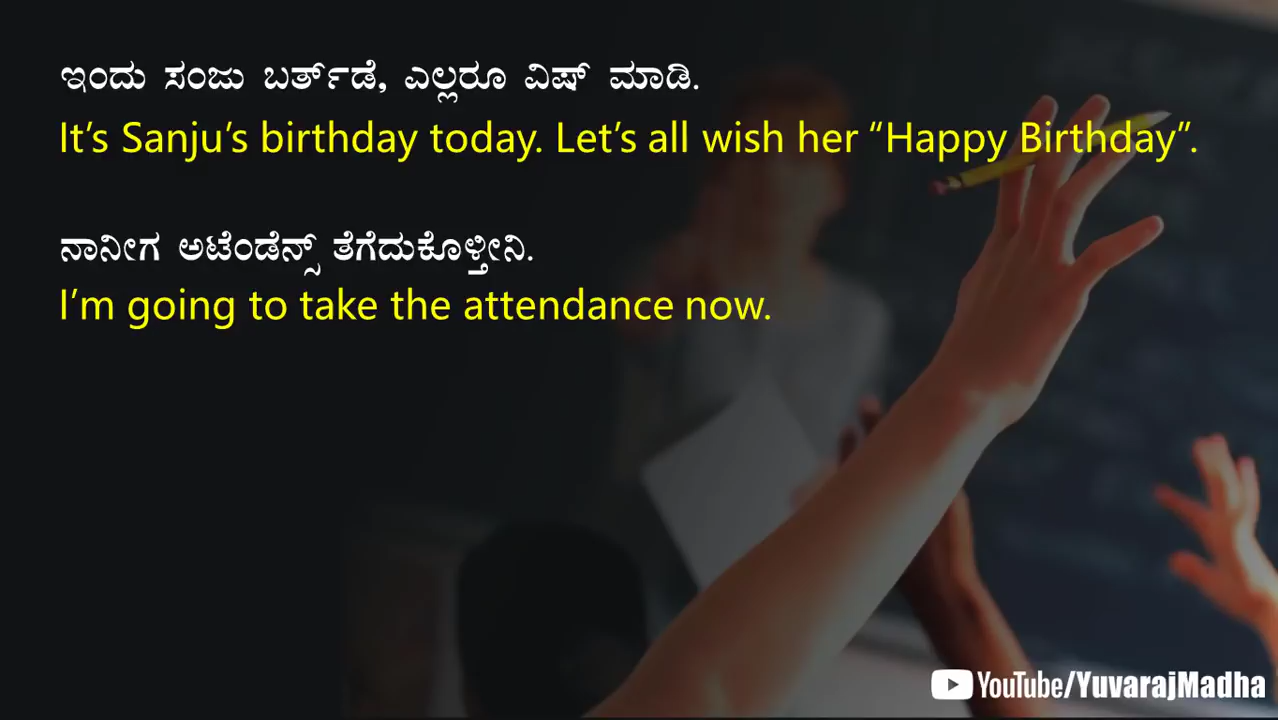 ಇಂದು ಸಂಜು ಬರ್ತ್‌ಡೆ, ಎಲ್ಲರೂ ವಿಷ್ ಮಾಡಿ.
It’s Sanju’s birthday today. Let’s all wish her “Happy Birthday”.
ನಾನೀಗ ಅಟೆಂಡೆನ್ಸ್ ತೆಗೆದುಕೊಳ್ತೀನಿ.
I’m going to take the attendance now.
YouTube/YuvarajMadha